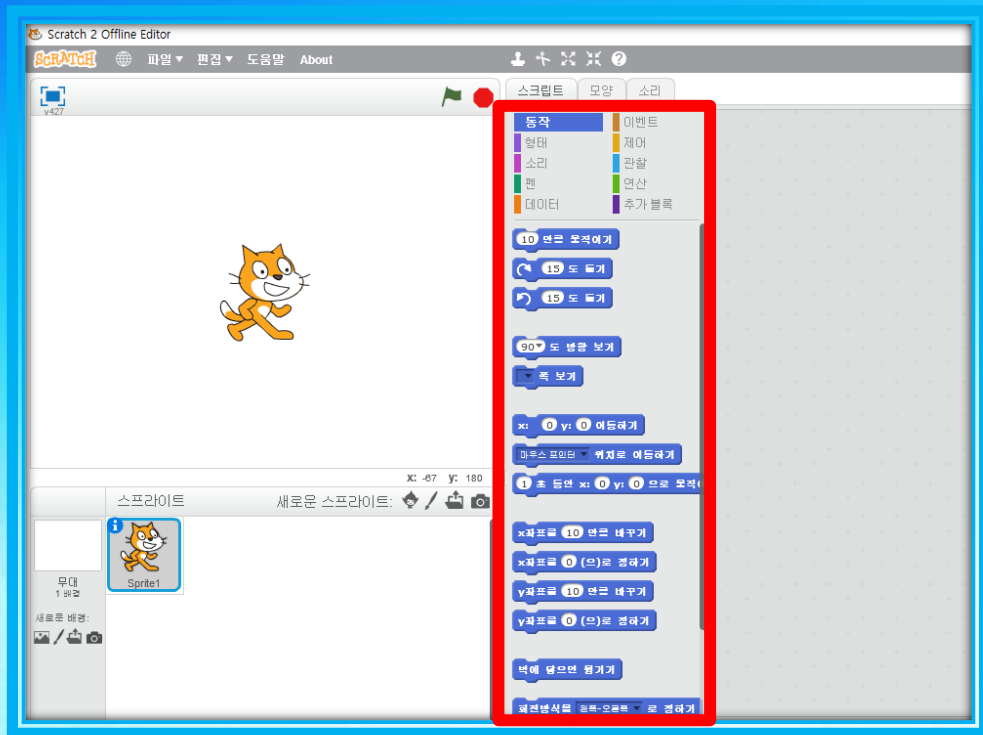 Scratch 2 Offline Editor
SCRATCH 파일 편집 도움말 About
v427
스크립트 모양 소리
동작 이벤트
형태 제어
소리 관찰
펜 연산
데이터 추가 블록
10 만큼 움직이기
15 도 돌기
15 도 돌기
90 도 방향 보기
쪽 보기
x: 0 y: 0 이동하기
마우스 포인터 위치로 이동하기
1 초 동안 x: 0 y: 0 으로 움직이
x좌표를 10 만큼 바꾸기
x좌표를 0 (으)로 정하기
y좌표를 10 만큼 바꾸기
y좌표를 0 (으)로 정하기
벽에 닿으면 튕기기
회전방식을 왼쪽-오른쪽 로 정하기
X: -67 y: 180
스프라이트 새로운 스프라이트:
무대
1 배경
새로운 배경:
Sprite1